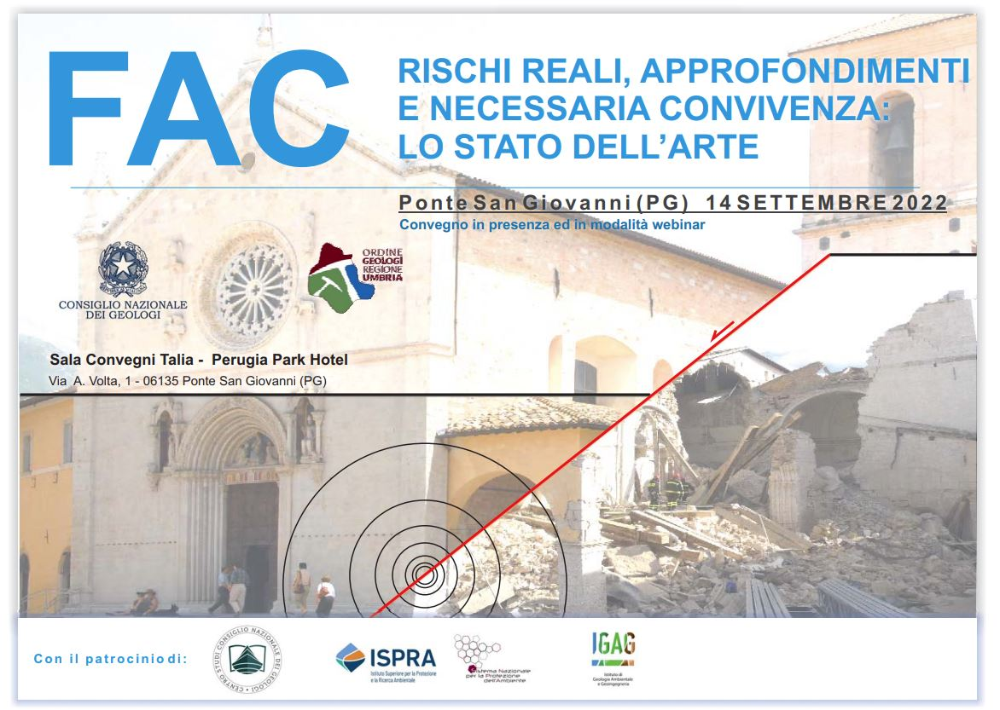 FAC
RISCHI REALI, APPROFONDIMENTI
E NECESSARIA CONVIVENZA:
LO STATO DELL'ARTE
Ponte San Giovanni (PG) 14 SETTEMBRE 2022
Convegno in presenza ed in modalità webinar
CONSIGLIO NAZIONALE
DEI GEOLOGI
ORDINE
GEOLOGI
REGIONE
UMBRIA
Sala Convegni Talia - Perugia Park Hotel
Via A. Volta, 1 - 06135 Ponte San Giovanni (PG)
Con il patrocinio di:
CENTRO STUDI CONSIGLIO NAZIONALE DEI GEOLOGI
ISPRA
Istituto Superiore per la Protezione
e la Ricerca Ambientale
Sistema Nazionale
per la Protezione
dell'Ambiente
IGAG
Istituto di
Geologia Ambientale
e Geoingegneria